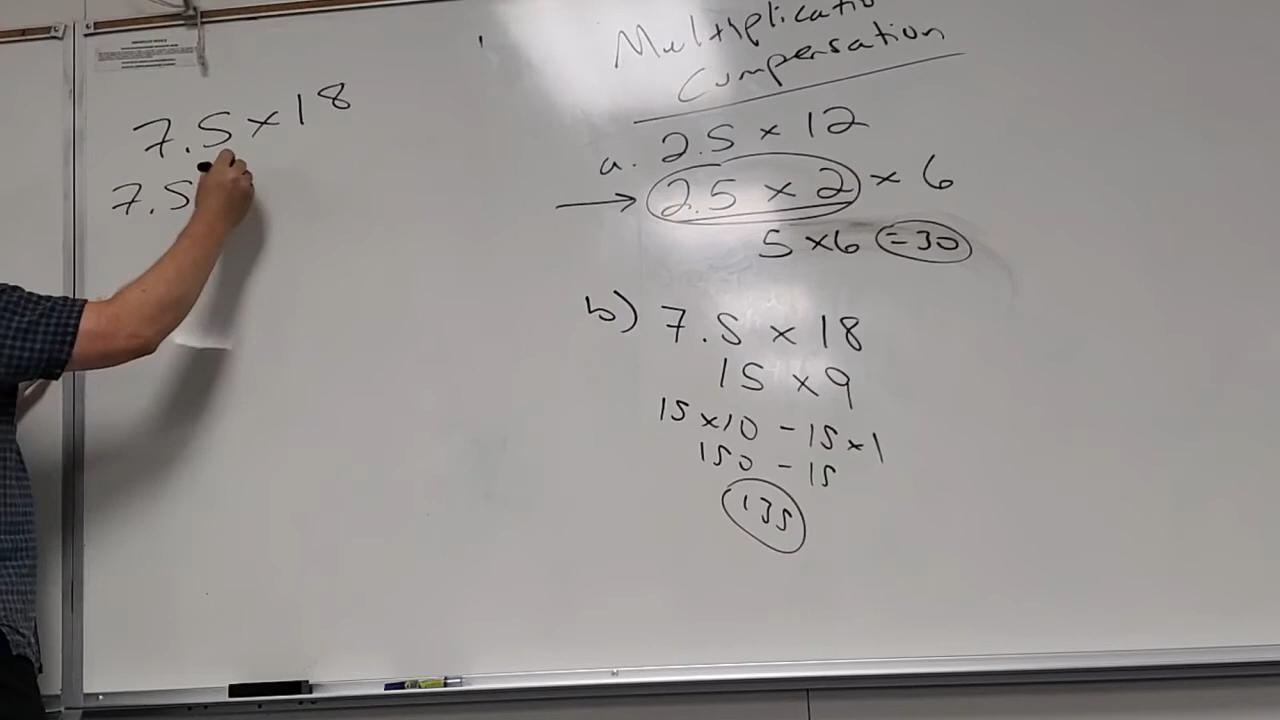 7.5 x 18
7.5
Multiplicatio
Compensation
a. 2.5 x 12
→ 2.5 x 2 x 6
5 x 6 = 30
b) 7.5 x 18
15 x 9
15 x 10 - 15 x 1
150 - 15
135